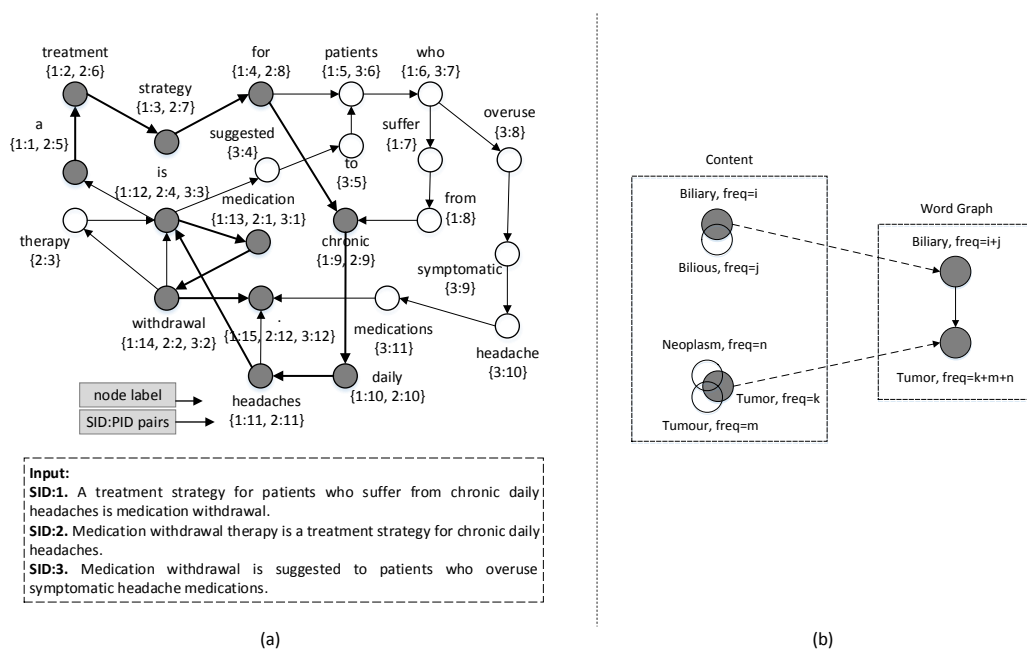 treatment
{1:2, 2:6}
for
{1:4, 2:8}
patients
{1:5, 3:6}
who
{1:6, 3:7}
strategy
{1:3, 2:7}
overuse
{3:8}
a
{1:1, 2:5}
suggested
{3:4}
suffer
{1:7}
to
{3:5}
is
{1:12, 2:4, 3:3}
medication
{1:13, 2:1, 3:1}
from
{1:8}
therapy
{2:3}
chronic
{1:9, 2:9}
symptomatic
{3:9}
withdrawal
{1:14, 2:2, 3:2}
.
{1:15, 2:12, 3:12}
medications
{3:11}
headache
{3:10}
headaches
{1:11, 2:11}
daily
{1:10, 2:10}
node label
SID:PID pairs
Input:
SID:1. A treatment strategy for patients who suffer from chronic daily
headaches is medication withdrawal.
SID:2. Medication withdrawal therapy is a treatment strategy for chronic daily
headaches.
SID:3. Medication withdrawal is suggested to patients who overuse
symptomatic headache medications.
(a)
Content
Biliary, freq=i
Bilious, freq=j
Neoplasm, freq=n
Tumor, freq=k
Tumour, freq=m
Word Graph
Biliary, freq=i+j
Tumor, freq=k+m+n
(b)